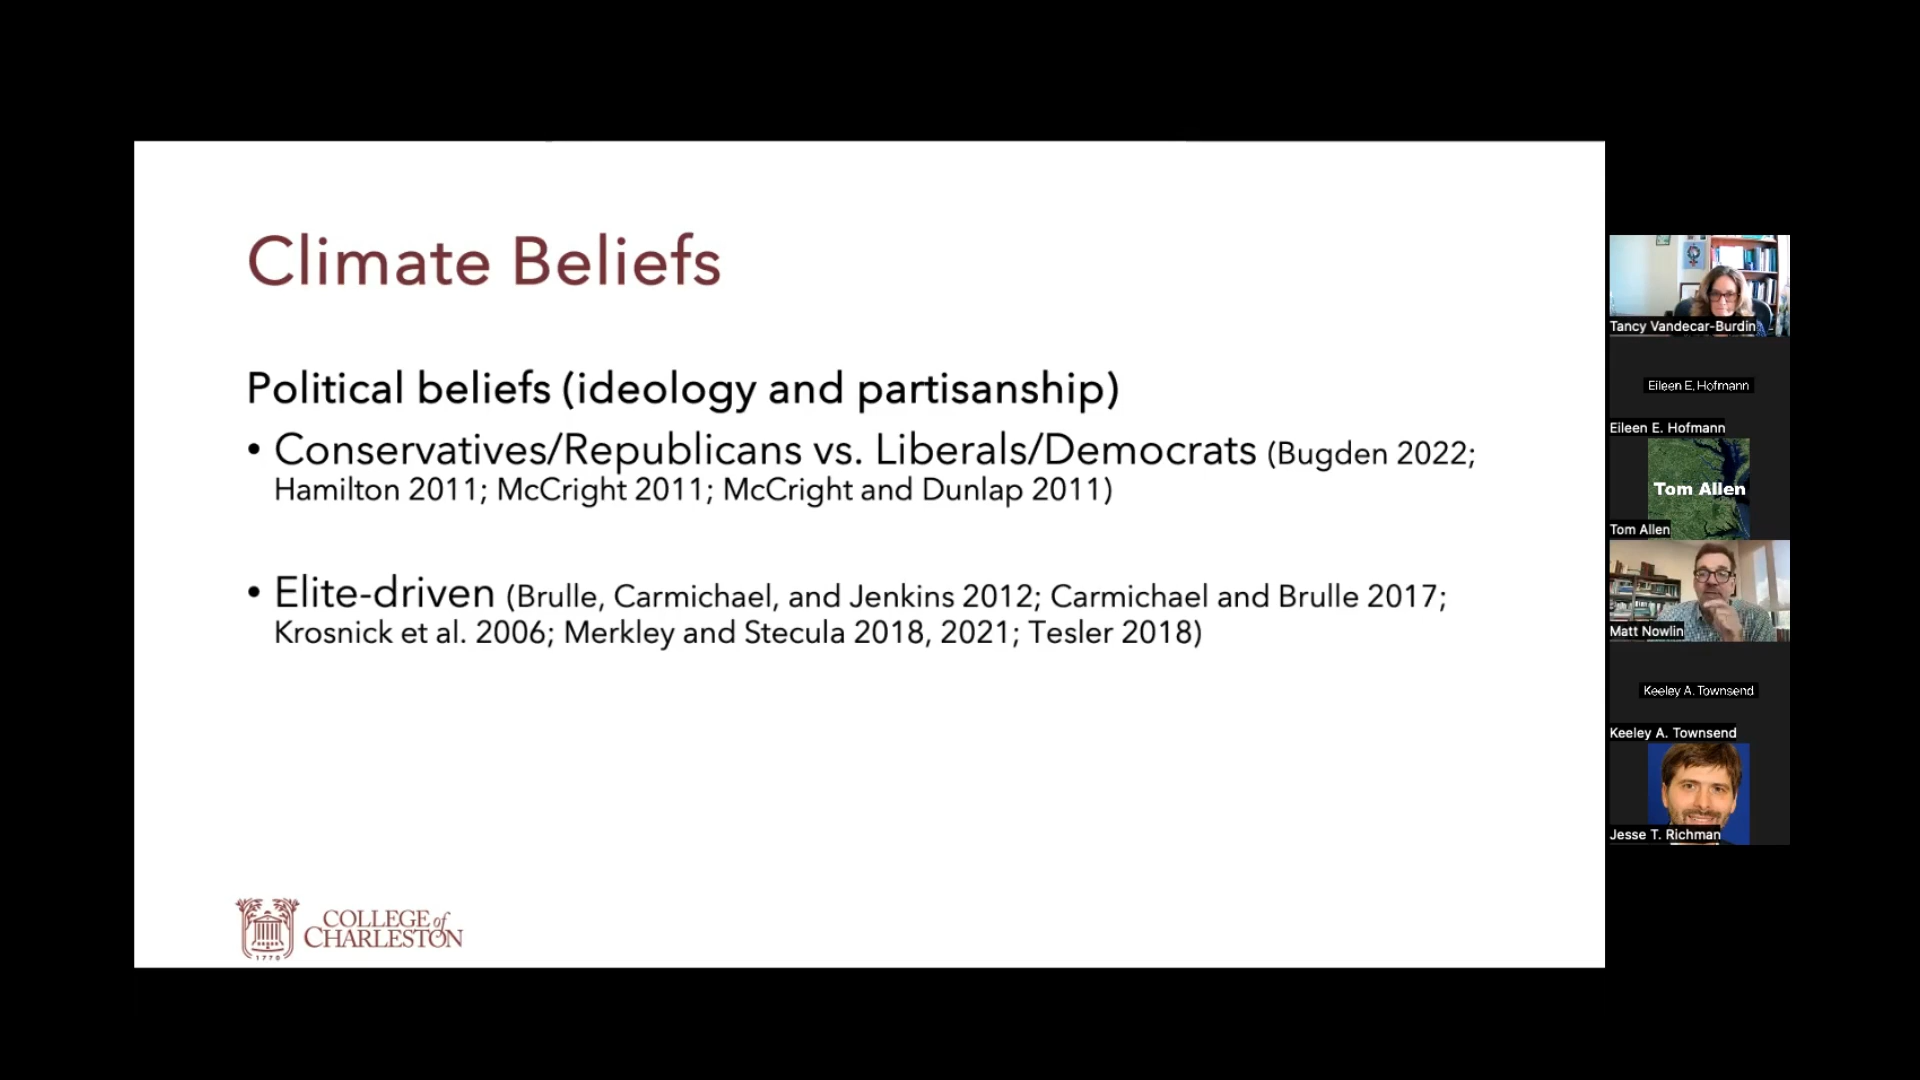 Climate Beliefs
Political beliefs (ideology and partisanship)
• Conservatives/Republicans vs. Liberals/Democrats (Bugden 2022;
Hamilton 2011; McCright 2011; McCright and Dunlap 2011)
• Elite-driven (Brulle, Carmichael, and Jenkins 2012; Carmichael and Brulle 2017;
Krosnick et al. 2006; Merkley and Stecula 2018, 2021; Tesler 2018)
COLLEGE of
CHARLESTON
1770
Tancy Vandecar-Burdin
Eileen E. Hofmann
Eileen E. Hofmann
Tom Allen
Tom Allen
Matt Nowlin
Keeley A. Townsend
Keeley A. Townsend
Jesse T. Richman